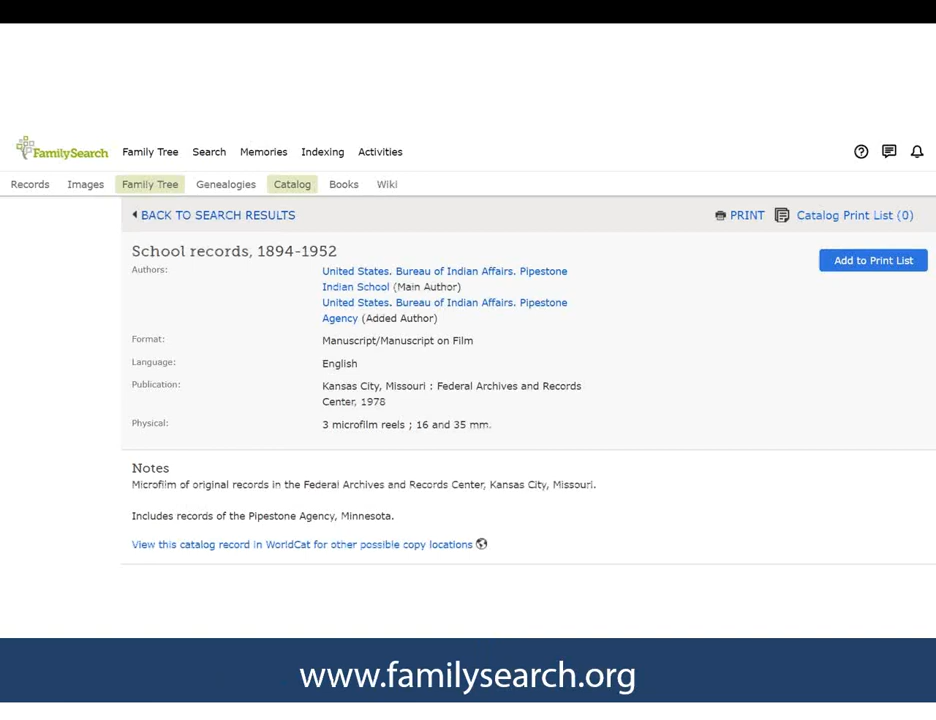 FamilySearch Family Tree Search Memories Indexing Activities
Records Images Family Tree Genealogies Catalog Books Wiki
BACK TO SEARCH RESULTS PRINT Catalog Print List (0)
School records, 1894-1952
Add to Print List
Authors: United States. Bureau of Indian Affairs. Pipestone
Indian School (Main Author)
United States. Bureau of Indian Affairs. Pipestone
Agency (Added Author)
Format: Manuscript/Manuscript on Film
Language: English
Publication: Kansas City, Missouri : Federal Archives and Records
Center, 1978
Physical: 3 microfilm reels ; 16 and 35 mm.
Notes
Microfilm of original records in the Federal Archives and Records Center, Kansas City, Missouri.
Includes records of the Pipestone Agency, Minnesota.
View this catalog record in WorldCat for other possible copy locations
www.familysearch.org